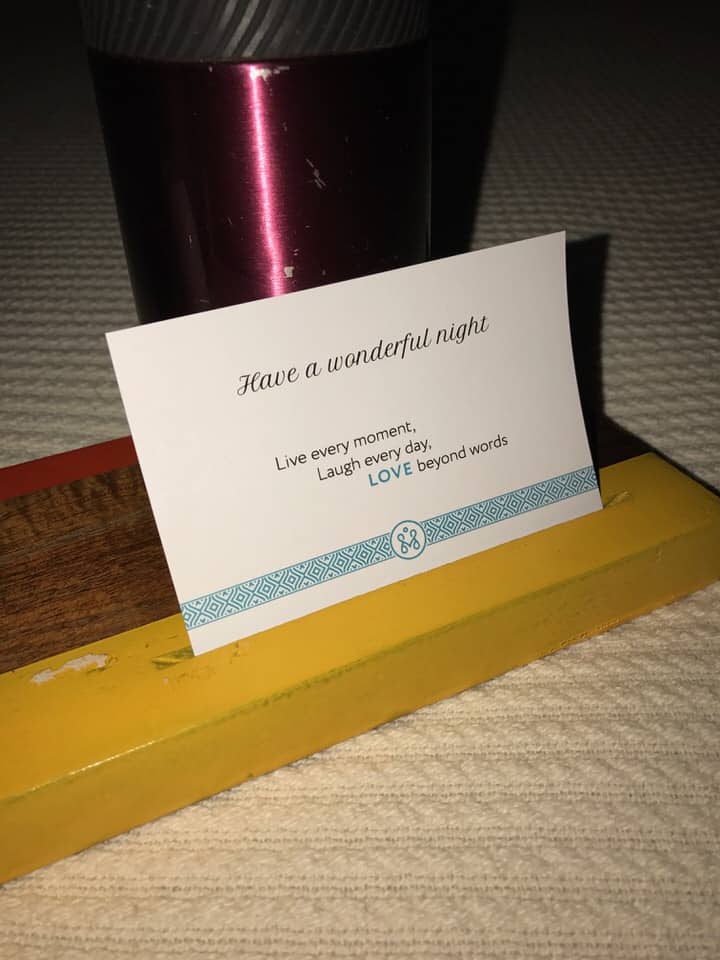 Have a wonderful night
Live every moment,
Laugh every day,
LOVE beyond words